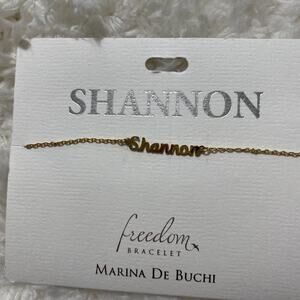 SHANNON
Shannon
freedom
BRACELET
MARINA DE BUCHI